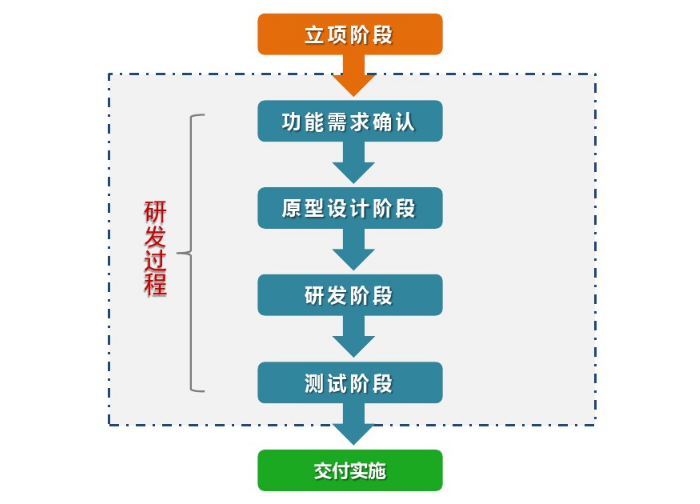 立项阶段
功能需求确认
原型设计阶段
研发过程
研发阶段
测试阶段
交付实施